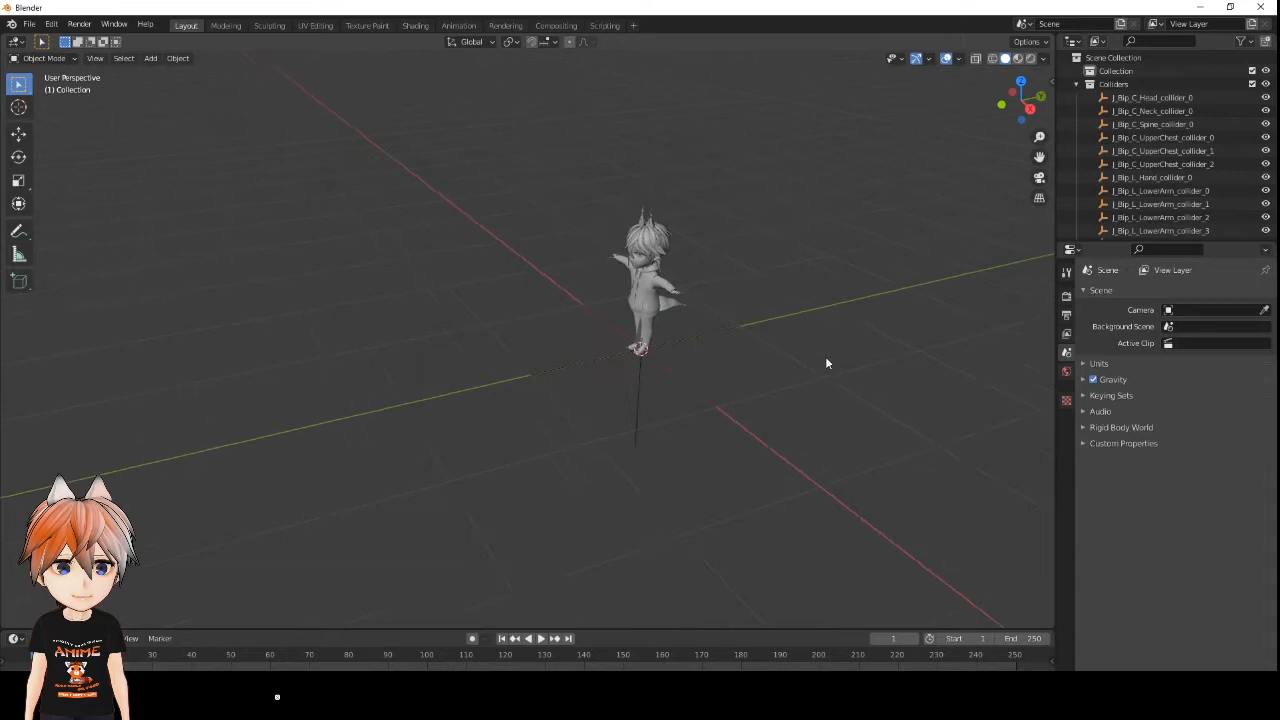 Blender
File Edit Render Window Help Layout Modeling Sculpting UV Editing Texture Paint Shading Animation Rendering Compositing Scripting Scene View Layer
Global Options
Object Mode View Select Add Object
User Perspective
(1) Collection
Scene Collection
Collection
Colliders
J_Bip_C_Head_collider_0
J_Bip_C_Neck_collider_0
J_Bip_C_Spine_collider_0
J_Bip_C_UpperChest_collider_0
J_Bip_C_UpperChest_collider_1
J_Bip_C_UpperChest_collider_2
J_Bip_L_Hand_collider_0
J_Bip_L_LowerArm_collider_0
J_Bip_L_LowerArm_collider_1
J_Bip_L_LowerArm_collider_2
J_Bip_L_LowerArm_collider_3
Z
Y
X
Scene View Layer
Scene
Camera
Background Scene
Active Clip
Units
Gravity
Keying Sets
Audio
Rigid Body World
Custom Properties
View Marker 1 Start 1 End 250
30 40 50 60 70 80 90 100 110 120 130 140 150 160 170 180 190 200 210 220 230 240 250
ANIME